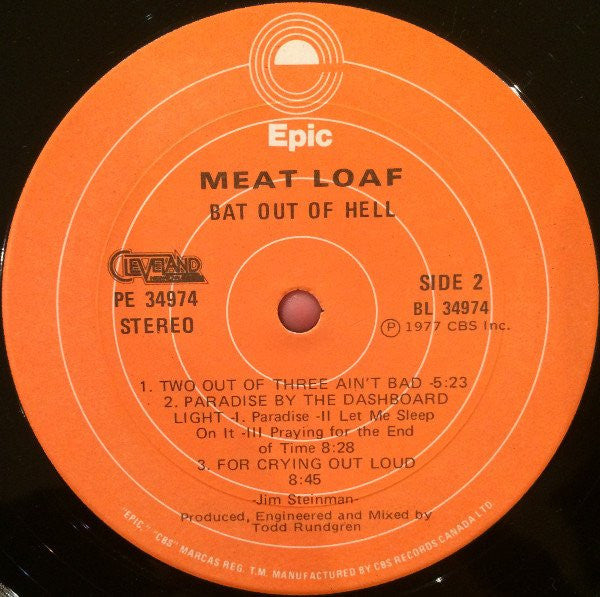 Epic
MEAT LOAF
BAT OUT OF HELL
CLEVELAND
PE 34974
STEREO
SIDE 2
BL 34974
Ⓟ 1977 CBS Inc.
1. TWO OUT OF THREE AIN'T BAD -5:23
2. PARADISE BY THE DASHBOARD
LIGHT -I. Paradise -II Let Me Sleep
On It -III Praying for the End
of Time 8:28
3. FOR CRYING OUT LOUD
8:45
-Jim Steinman-
Produced, Engineered and Mixed by
Todd Rundgren
"EPIC," "CBS" MARCAS REG. T.M. MANUFACTURED BY CBS RECORDS CANADA LTD.